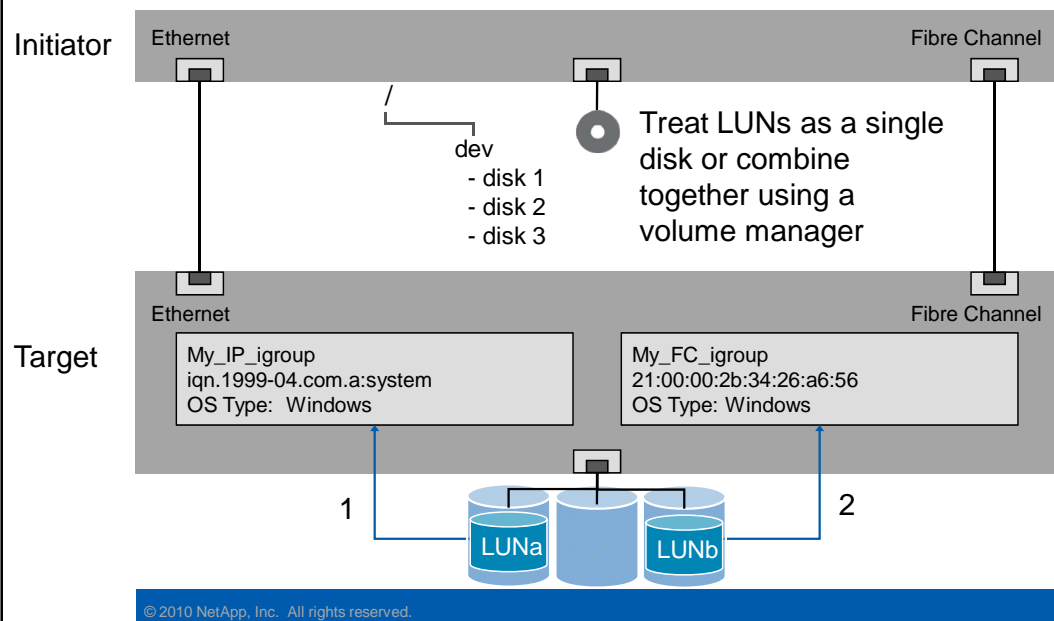 Initiator
Ethernet
Fibre Channel
/
dev
- disk 1
- disk 2
- disk 3
Treat LUNs as a single
disk or combine
together using a
volume manager
Ethernet
Fibre Channel
Target
My_IP_igroup
iqn.1999-04.com.a:system
OS Type: Windows
My_FC_igroup
21:00:00:2b:34:26:a6:56
OS Type: Windows
1
2
LUNa
LUNb
© 2010 NetApp, Inc. All rights reserved.